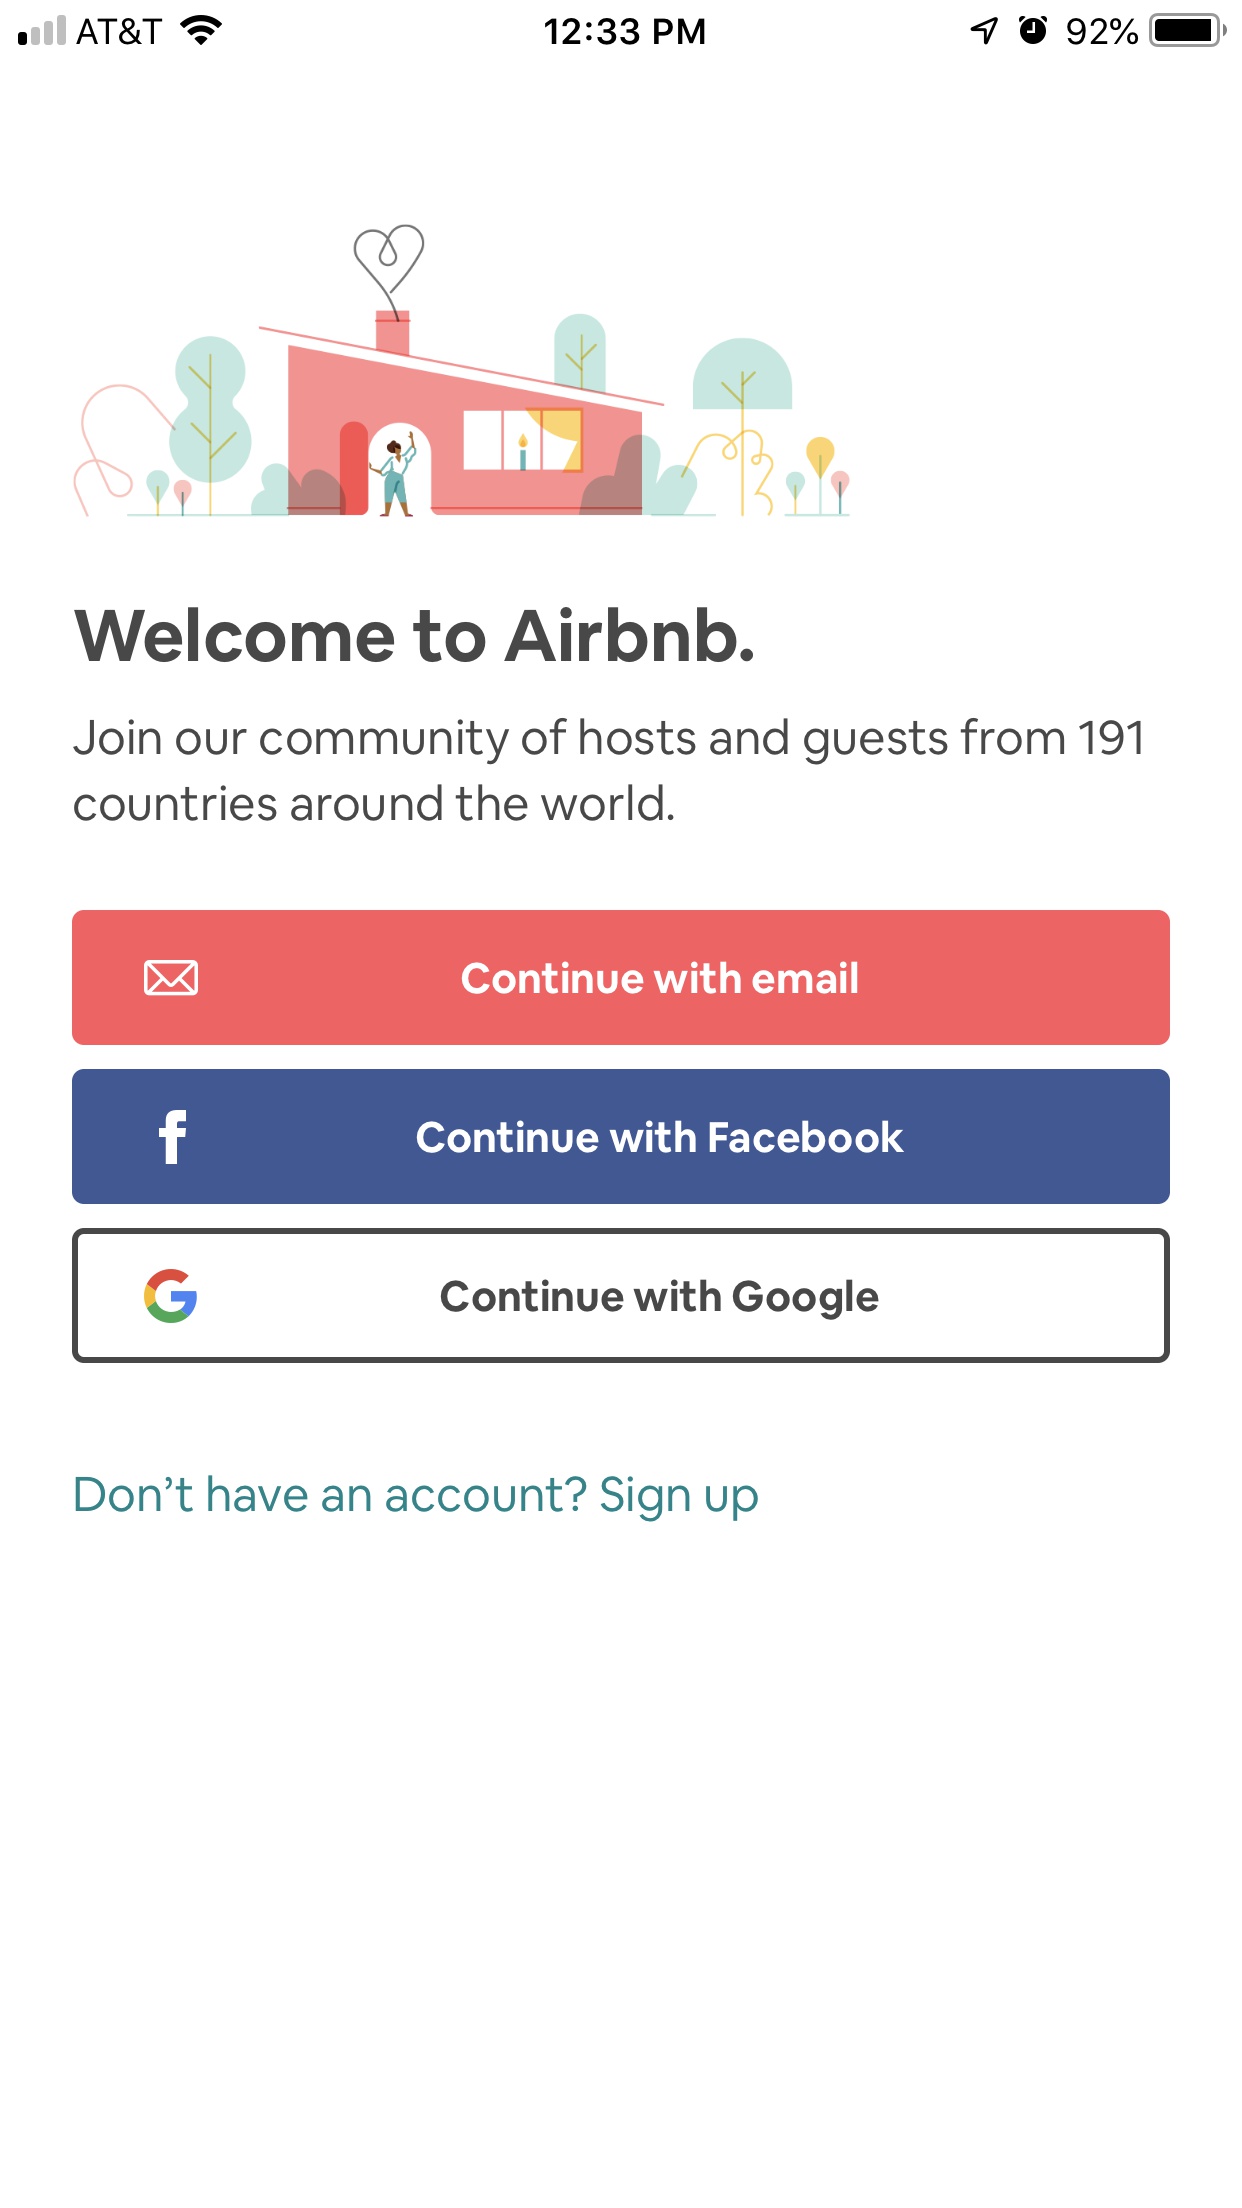 AT&T 12:33 PM 92%
Welcome to Airbnb.
Join our community of hosts and guests from 191
countries around the world.
Continue with email
Continue with Facebook
Continue with Google
Don’t have an account? Sign up